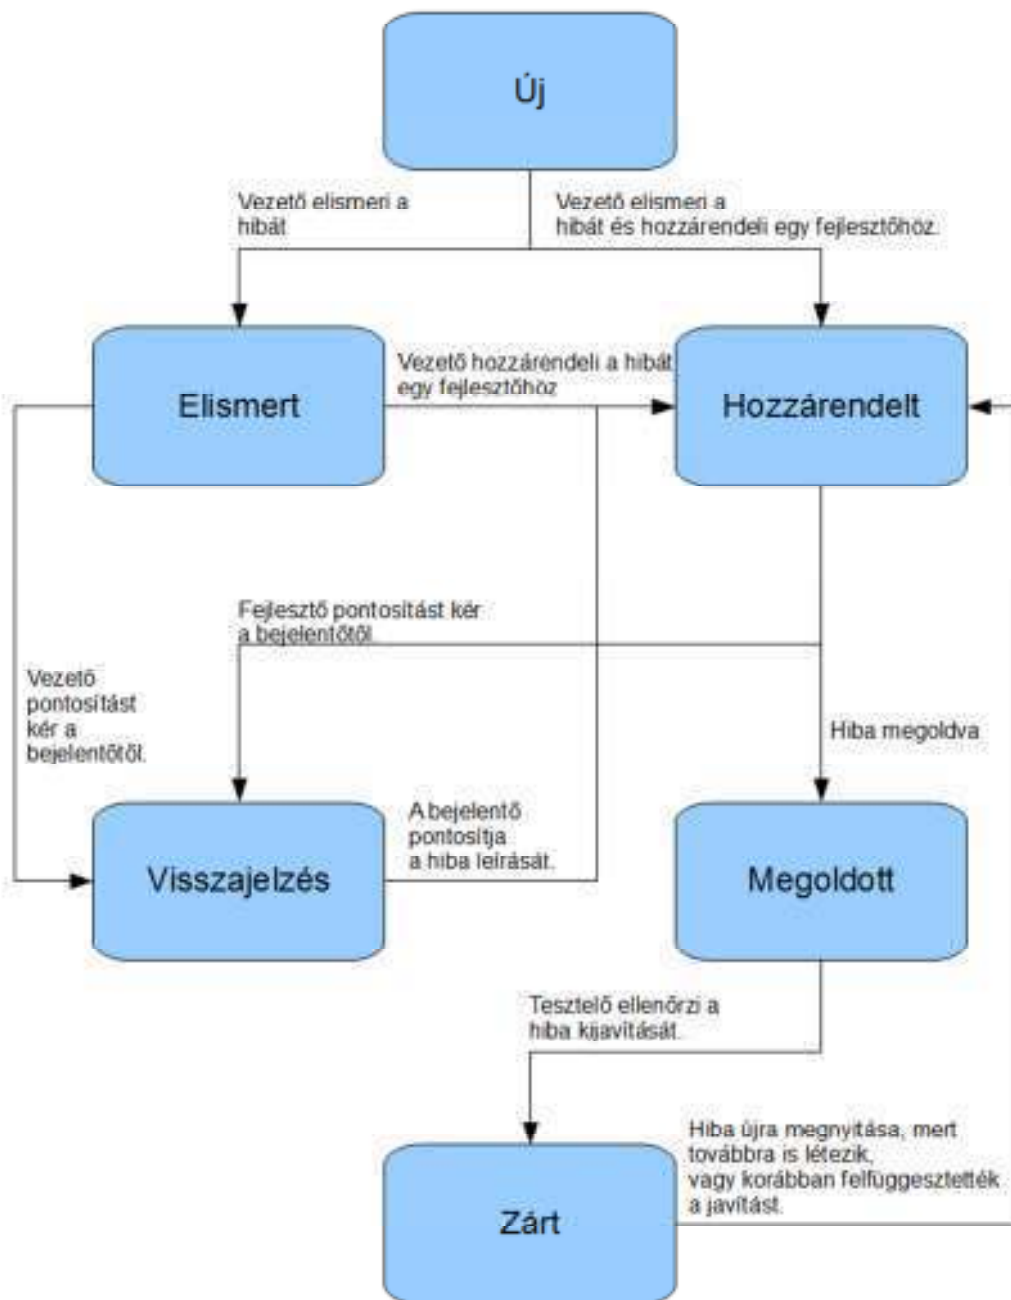 Új
Vezető elismeri a
hibát
Vezető elismeri a
hibát és hozzárendeli egy fejlesztőhöz.
Elismert
Vezető hozzárendeli a hibát
egy fejlesztőhöz
Hozzárendelt
Fejlesztő pontosítást kér
a bejelentőtől.
Vezető
pontosítást
kér a
bejelentőtől.
Hiba megoldva
Visszajelzés
A bejelentő
pontosítja
a hiba leírását.
Megoldott
Tesztelő ellenőrzi a
hiba kijavítását.
Zárt
Hiba újra megnyitása, mert
továbbra is létezik,
vagy korábban felfüggesztették
a javítást.